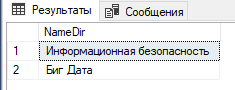 Результаты Сообщения
NameDir
1 Информационная безопасность
2 Биг Дата